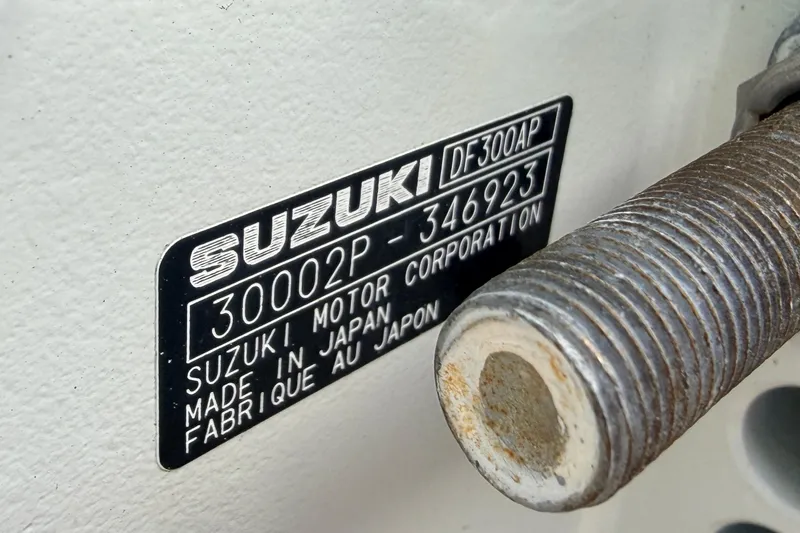 SUZUKI DF300AP
30002P - 346923
SUZUKI MOTOR CORPORATION
MADE IN JAPAN
FABRIQUE AU JAPON